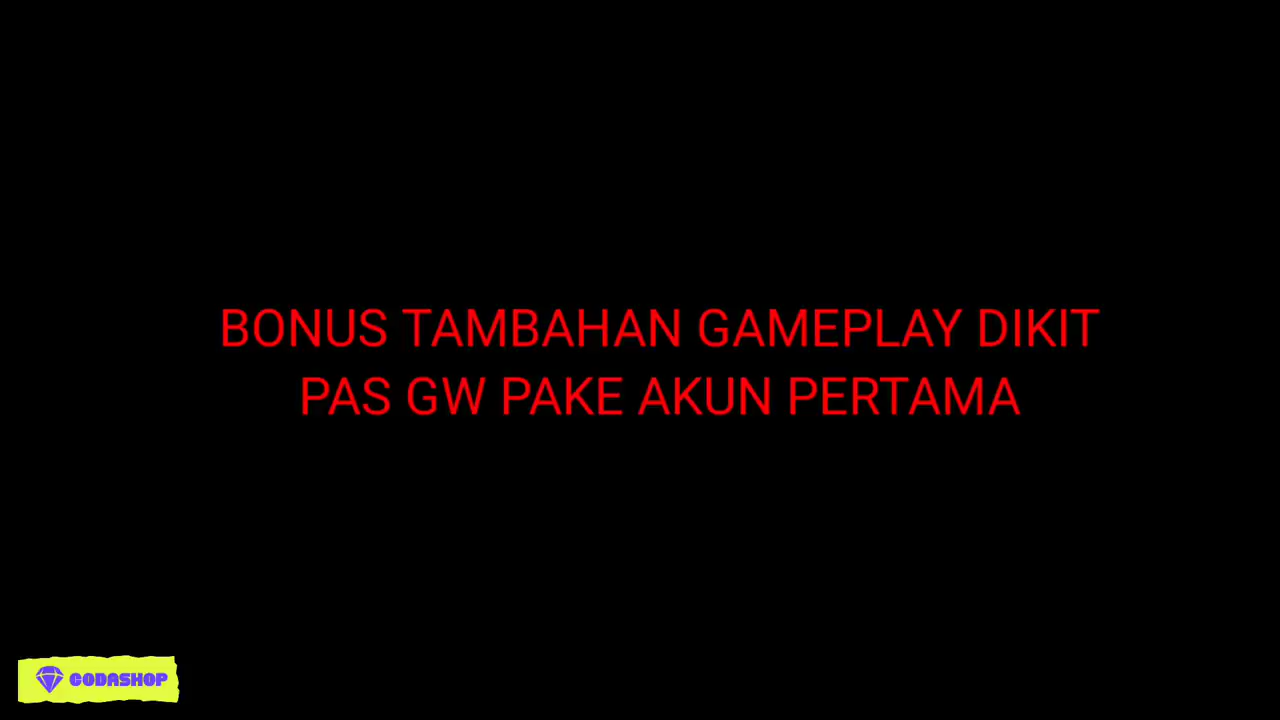 BONUS TAMBAHAN GAMEPLAY DIKIT
PAS GW PAKE AKUN PERTAMA
CODASHOP